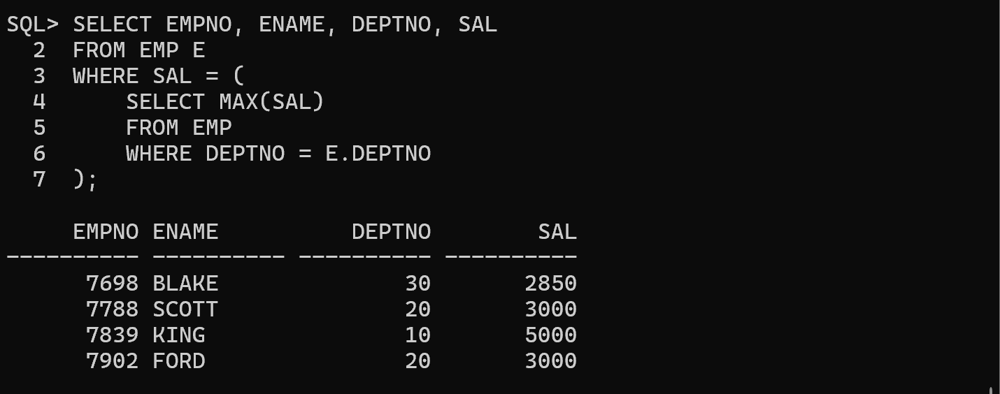 SQL> SELECT EMPNO, ENAME, DEPTNO, SAL
  2  FROM EMP E
  3  WHERE SAL = (
  4      SELECT MAX(SAL)
  5      FROM EMP
  6      WHERE DEPTNO = E.DEPTNO
  7  );
     EMPNO ENAME          DEPTNO        SAL
---------- ---------- ---------- ----------
      7698 BLAKE              30       2850
      7788 SCOTT              20       3000
      7839 KING               10       5000
      7902 FORD               20       3000